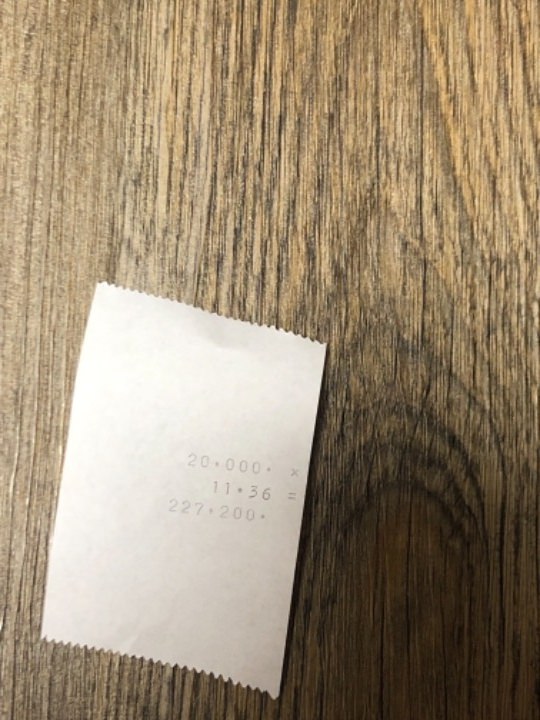 20,000. ×
11.36 =
227,200.